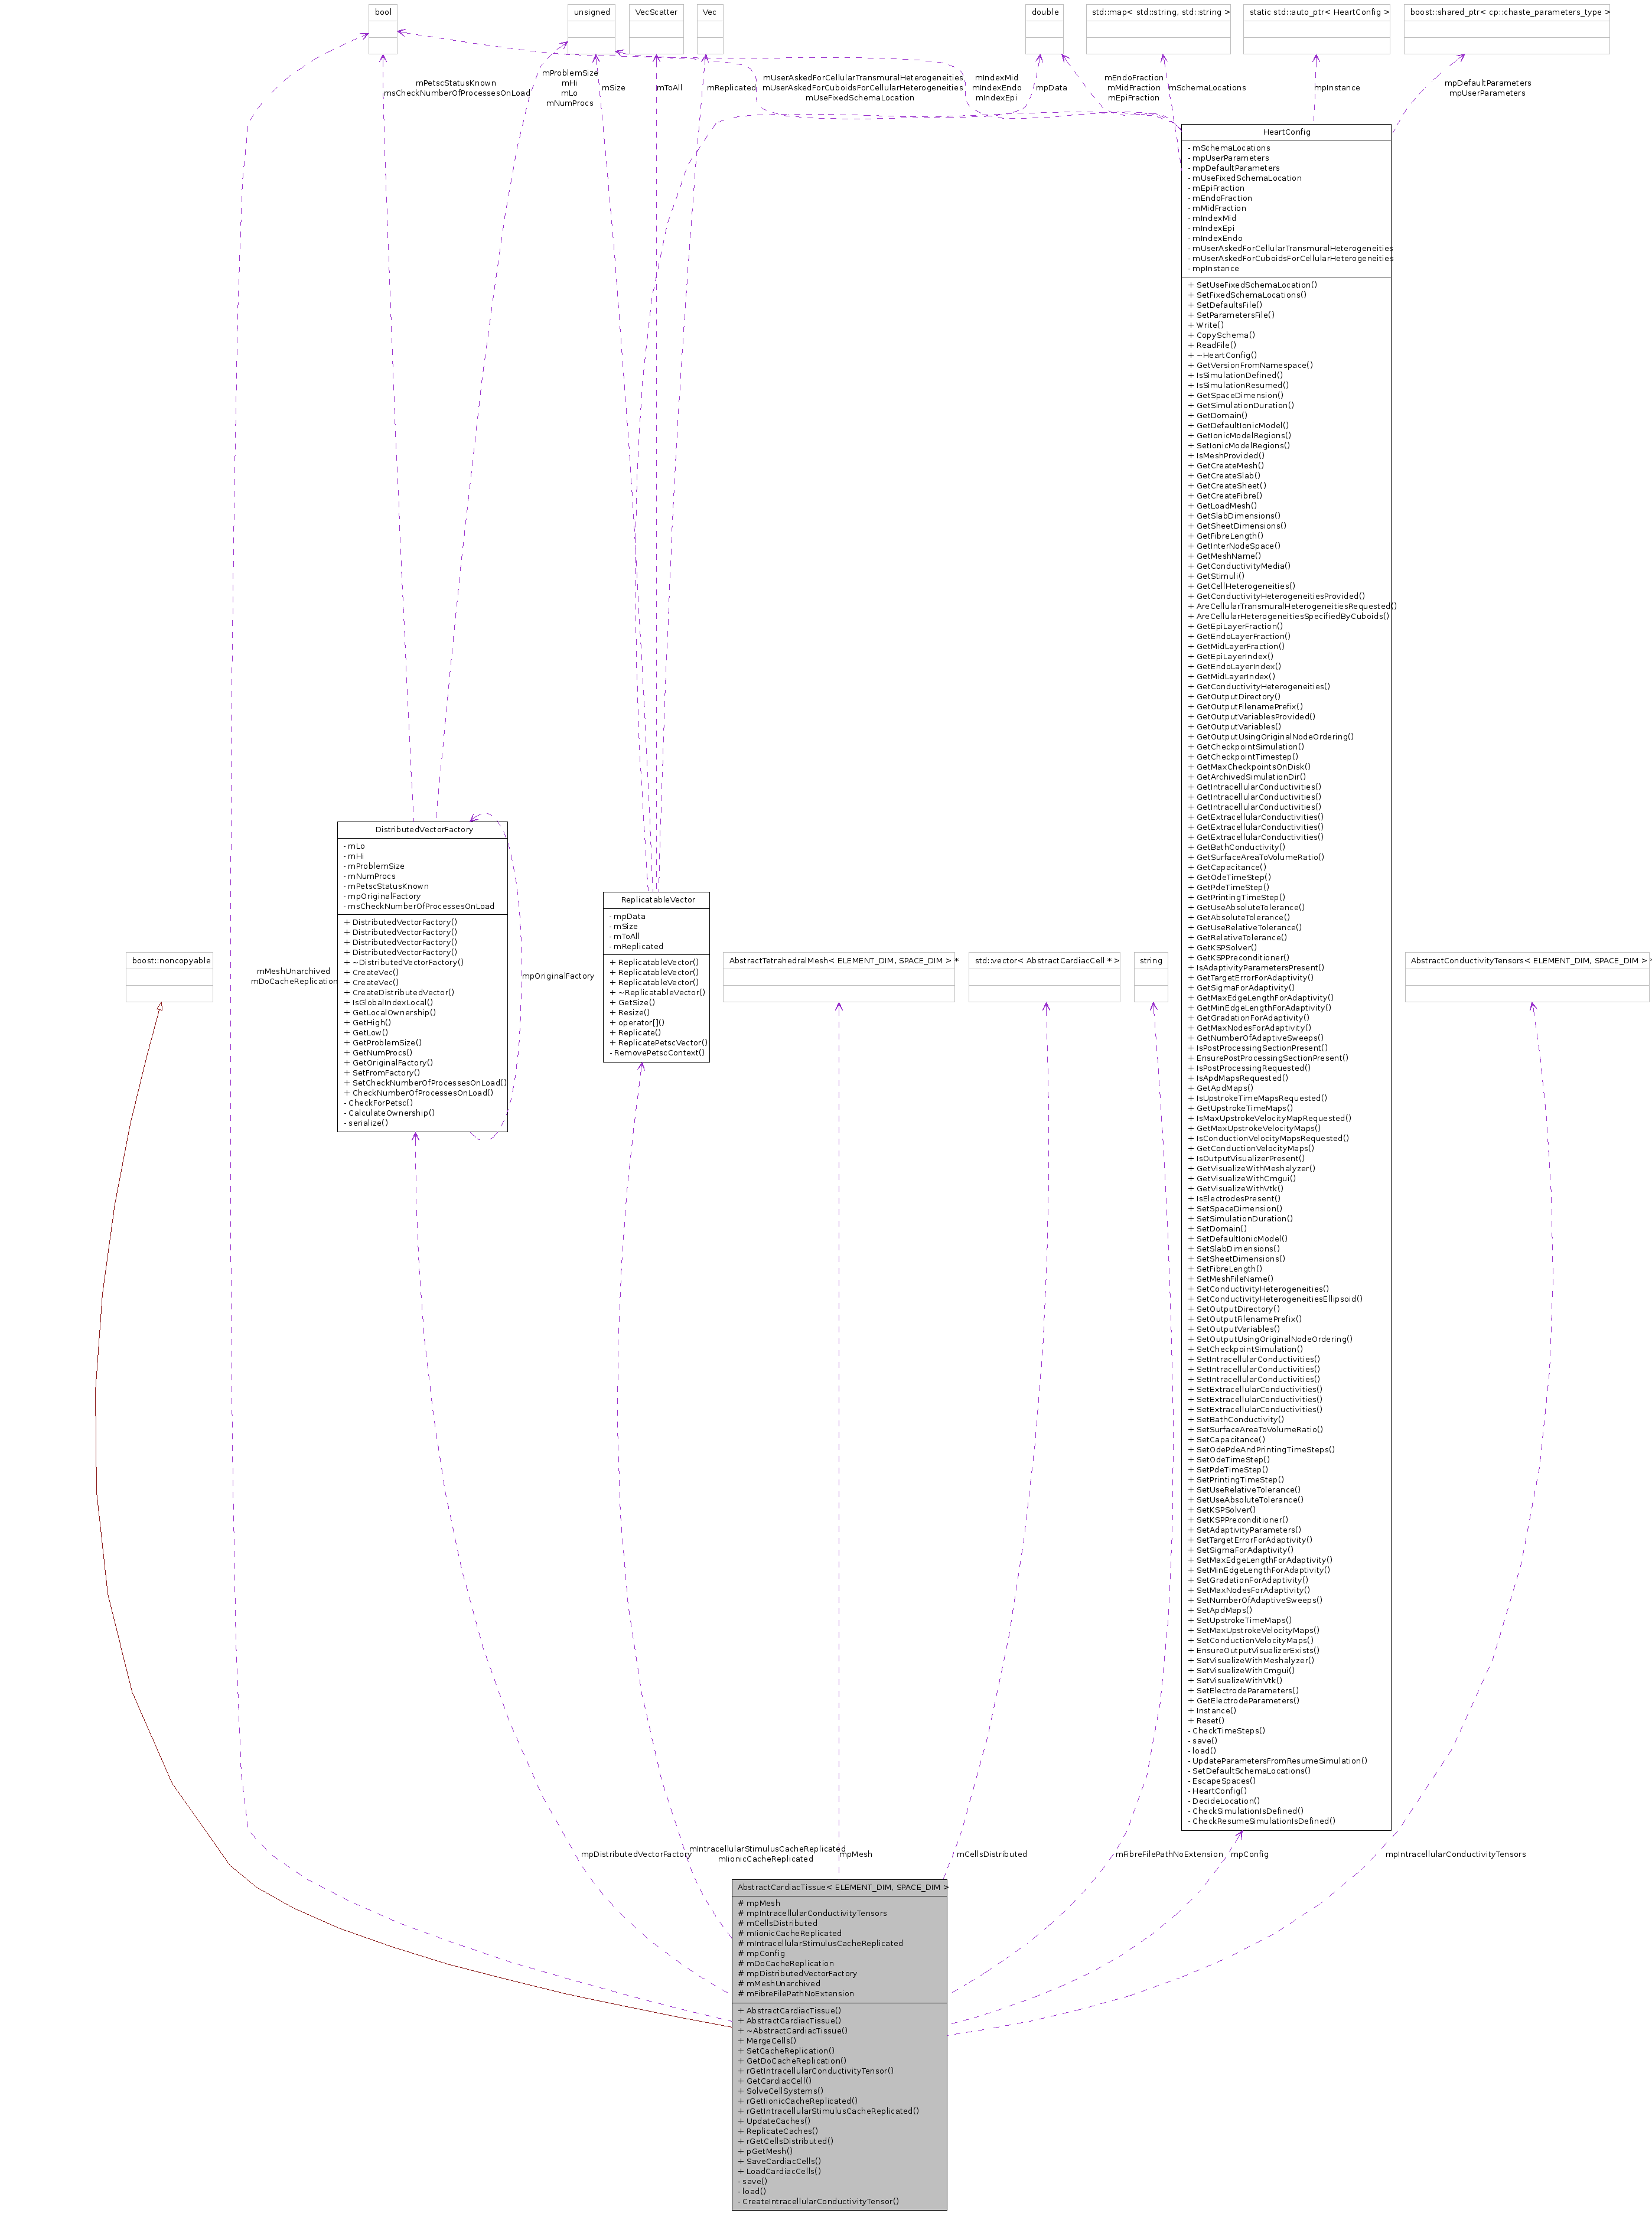 bool
unsigned
VecScatter
Vec
double
std::map< std::string, std::string >
static std::auto_ptr< HeartConfig >
boost::shared_ptr< cp::chaste_parameters_type >
mPetscStatusKnown
msCheckNumberOfProcessesOnLoad
mProblemSize
mHi
mLo
mNumProcs
mSize
mToAll
mReplicated
mUserAskedForCellularTransmuralHeterogeneities
mUserAskedForCuboidsForCellularHeterogeneities
mUseFixedSchemaLocation
mIndexMid
mIndexEndo
mIndexEpi
mpData
mEndoFraction
mMidFraction
mEpiFraction
mSchemaLocations
mpInstance
mpDefaultParameters
mpUserParameters
HeartConfig
- mSchemaLocations
- mpUserParameters
- mpDefaultParameters
- mUseFixedSchemaLocation
- mEpiFraction
- mEndoFraction
- mMidFraction
- mIndexMid
- mIndexEpi
- mIndexEndo
- mUserAskedForCellularTransmuralHeterogeneities
- mUserAskedForCuboidsForCellularHeterogeneities
- mpInstance
+ SetUseFixedSchemaLocation()
+ SetFixedSchemaLocations()
+ SetDefaultsFile()
+ SetParametersFile()
+ Write()
+ CopySchema()
+ ReadFile()
+ ~HeartConfig()
+ GetVersionFromNamespace()
+ IsSimulationDefined()
+ IsSimulationResumed()
+ GetSpaceDimension()
+ GetSimulationDuration()
+ GetDomain()
+ GetDefaultIonicModel()
+ GetIonicModelRegions()
+ SetIonicModelRegions()
+ IsMeshProvided()
+ GetCreateMesh()
+ GetCreateSlab()
+ GetCreateSheet()
+ GetCreateFibre()
+ GetLoadMesh()
+ GetSlabDimensions()
+ GetSheetDimensions()
+ GetFibreLength()
+ GetInterNodeSpace()
+ GetMeshName()
+ GetConductivityMedia()
+ GetStimuli()
+ GetCellHeterogeneities()
+ GetConductivityHeterogeneitiesProvided()
+ AreCellularTransmuralHeterogeneitiesRequested()
+ AreCellularHeterogeneitiesSpecifiedByCuboids()
+ GetEpiLayerFraction()
+ GetEndoLayerFraction()
+ GetMidLayerFraction()
+ GetEpiLayerIndex()
+ GetEndoLayerIndex()
+ GetMidLayerIndex()
+ GetConductivityHeterogeneities()
+ GetOutputDirectory()
+ GetOutputFilenamePrefix()
+ GetOutputVariablesProvided()
+ GetOutputVariables()
+ GetOutputUsingOriginalNodeOrdering()
+ GetCheckpointSimulation()
+ GetCheckpointTimestep()
+ GetMaxCheckpointsOnDisk()
+ GetArchivedSimulationDir()
+ GetIntracellularConductivities()
+ GetIntracellularConductivities()
+ GetIntracellularConductivities()
+ GetExtracellularConductivities()
+ GetExtracellularConductivities()
+ GetExtracellularConductivities()
+ GetBathConductivity()
+ GetSurfaceAreaToVolumeRatio()
+ GetCapacitance()
+ GetOdeTimeStep()
+ GetPdeTimeStep()
+ GetPrintingTimeStep()
+ GetUseAbsoluteTolerance()
+ GetAbsoluteTolerance()
+ GetUseRelativeTolerance()
+ GetRelativeTolerance()
+ GetKSPSolver()
+ GetKSPPreconditioner()
+ IsAdaptivityParametersPresent()
+ GetTargetErrorForAdaptivity()
+ GetSigmaForAdaptivity()
+ GetMaxEdgeLengthForAdaptivity()
+ GetMinEdgeLengthForAdaptivity()
+ GetGradationForAdaptivity()
+ GetMaxNodesForAdaptivity()
+ GetNumberOfAdaptiveSweeps()
+ IsPostProcessingSectionPresent()
+ EnsurePostProcessingSectionPresent()
+ IsPostProcessingRequested()
+ IsApdMapsRequested()
+ GetApdMaps()
+ IsUpstrokeTimeMapsRequested()
+ GetUpstrokeTimeMaps()
+ IsMaxUpstrokeVelocityMapRequested()
+ GetMaxUpstrokeVelocityMaps()
+ IsConductionVelocityMapsRequested()
+ GetConductionVelocityMaps()
+ IsOutputVisualizerPresent()
+ GetVisualizeWithMeshalyzer()
+ GetVisualizeWithCmgui()
+ GetVisualizeWithVtk()
+ IsElectrodesPresent()
+ SetSpaceDimension()
+ SetSimulationDuration()
+ SetDomain()
+ SetDefaultIonicModel()
+ SetSlabDimensions()
+ SetSheetDimensions()
+ SetFibreLength()
+ SetMeshFileName()
+ SetConductivityHeterogeneities()
+ SetConductivityHeterogeneitiesEllipsoid()
+ SetOutputDirectory()
+ SetOutputFilenamePrefix()
+ SetOutputVariables()
+ SetOutputUsingOriginalNodeOrdering()
+ SetCheckpointSimulation()
+ SetIntracellularConductivities()
+ SetIntracellularConductivities()
+ SetIntracellularConductivities()
+ SetExtracellularConductivities()
+ SetExtracellularConductivities()
+ SetExtracellularConductivities()
+ SetBathConductivity()
+ SetSurfaceAreaToVolumeRatio()
+ SetCapacitance()
+ SetOdePdeAndPrintingTimeSteps()
+ SetOdeTimeStep()
+ SetPdeTimeStep()
+ SetPrintingTimeStep()
+ SetUseRelativeTolerance()
+ SetUseAbsoluteTolerance()
+ SetKSPSolver()
+ SetKSPPreconditioner()
+ SetAdaptivityParameters()
+ SetTargetErrorForAdaptivity()
+ SetSigmaForAdaptivity()
+ SetMaxEdgeLengthForAdaptivity()
+ SetMinEdgeLengthForAdaptivity()
+ SetGradationForAdaptivity()
+ SetMaxNodesForAdaptivity()
+ SetNumberOfAdaptiveSweeps()
+ SetApdMaps()
+ SetUpstrokeTimeMaps()
+ SetMaxUpstrokeVelocityMaps()
+ SetConductionVelocityMaps()
+ EnsureOutputVisualizerExists()
+ SetVisualizeWithMeshalyzer()
+ SetVisualizeWithCmgui()
+ SetVisualizeWithVtk()
+ SetElectrodeParameters()
+ GetElectrodeParameters()
+ Instance()
+ Reset()
- CheckTimeSteps()
- save()
- load()
- UpdateParametersFromResumeSimulation()
- SetDefaultSchemaLocations()
- EscapeSpaces()
- HeartConfig()
- DecideLocation()
- CheckSimulationIsDefined()
- CheckResumeSimulationIsDefined()
DistributedVectorFactory
- mLo
- mHi
- mProblemSize
- mNumProcs
- mPetscStatusKnown
- mpOriginalFactory
- msCheckNumberOfProcessesOnLoad
+ DistributedVectorFactory()
+ DistributedVectorFactory()
+ DistributedVectorFactory()
+ DistributedVectorFactory()
+ ~DistributedVectorFactory()
+ CreateVec()
+ CreateVec()
+ CreateDistributedVector()
+ IsGlobalIndexLocal()
+ GetLocalOwnership()
+ GetHigh()
+ GetLow()
+ GetProblemSize()
+ GetNumProcs()
+ GetOriginalFactory()
+ SetFromFactory()
+ SetCheckNumberOfProcessesOnLoad()
+ CheckNumberOfProcessesOnLoad()
- CheckForPetsc()
- CalculateOwnership()
- serialize()
mpOriginalFactory
ReplicatableVector
- mpData
- mSize
- mToAll
- mReplicated
+ ReplicatableVector()
+ ReplicatableVector()
+ ReplicatableVector()
+ ~ReplicatableVector()
+ GetSize()
+ Resize()
+ operator[]()
+ Replicate()
+ ReplicatePetscVector()
- RemovePetscContext()
boost::noncopyable
mMeshUnarchived
mDoCacheReplication
AbstractTetrahedralMesh< ELEMENT_DIM, SPACE_DIM > *
std::vector< AbstractCardiacCell * >
string
AbstractConductivityTensors< ELEMENT_DIM, SPACE_DIM > *
mpDistributedVectorFactory
mIntracellularStimulusCacheReplicated
mIionicCacheReplicated
mpMesh
mCellsDistributed
mFibreFilePathNoExtension
mpConfig
mpIntracellularConductivityTensors
AbstractCardiacTissue< ELEMENT_DIM, SPACE_DIM >
# mpMesh
# mpIntracellularConductivityTensors
# mCellsDistributed
# mIionicCacheReplicated
# mIntracellularStimulusCacheReplicated
# mpConfig
# mDoCacheReplication
# mpDistributedVectorFactory
# mMeshUnarchived
# mFibreFilePathNoExtension
+ AbstractCardiacTissue()
+ AbstractCardiacTissue()
+ ~AbstractCardiacTissue()
+ MergeCells()
+ SetCacheReplication()
+ GetDoCacheReplication()
+ rGetIntracellularConductivityTensor()
+ GetCardiacCell()
+ SolveCellSystems()
+ rGetIionicCacheReplicated()
+ rGetIntracellularStimulusCacheReplicated()
+ UpdateCaches()
+ ReplicateCaches()
+ rGetCellsDistributed()
+ pGetMesh()
+ SaveCardiacCells()
+ LoadCardiacCells()
- save()
- load()
- CreateIntracellularConductivityTensor()